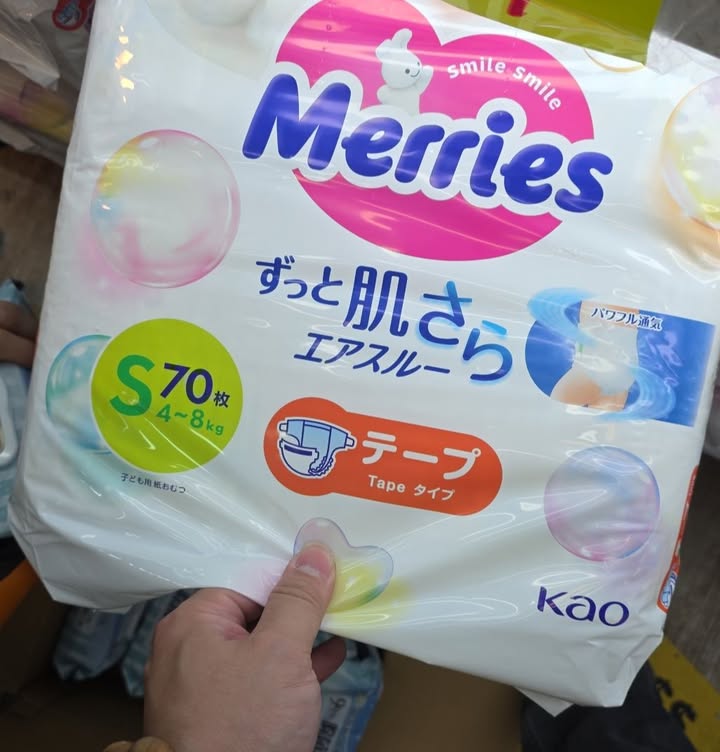 Smile Smile
Merries
ずっと肌さら
エアスルー
パワフル通気
S 70枚
4~8kg
子ども用 紙おむつ
テープ
Tape タイプ
Kao